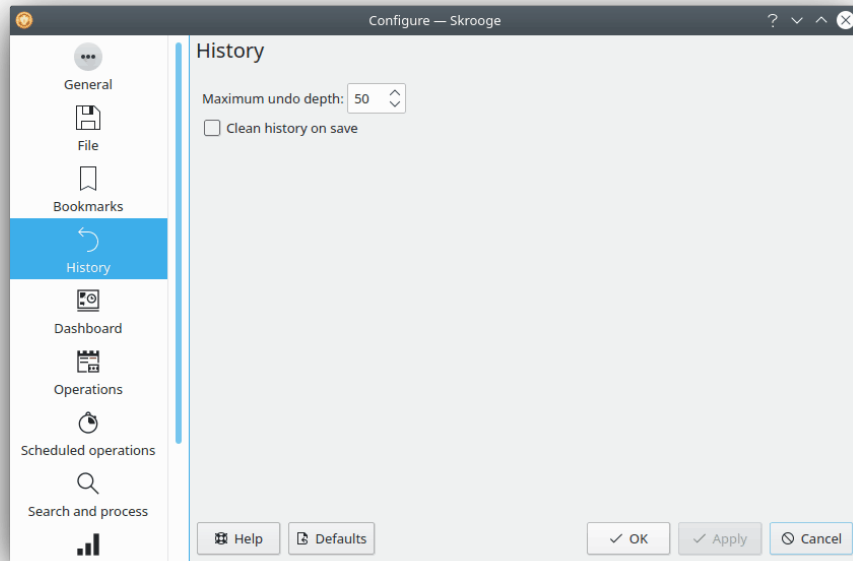 Configure — Skrooge
General
File
Bookmarks
History
Dashboard
Operations
Scheduled operations
Search and process
History
Maximum undo depth: 50
Clean history on save
Help
Defaults
OK
Apply
Cancel